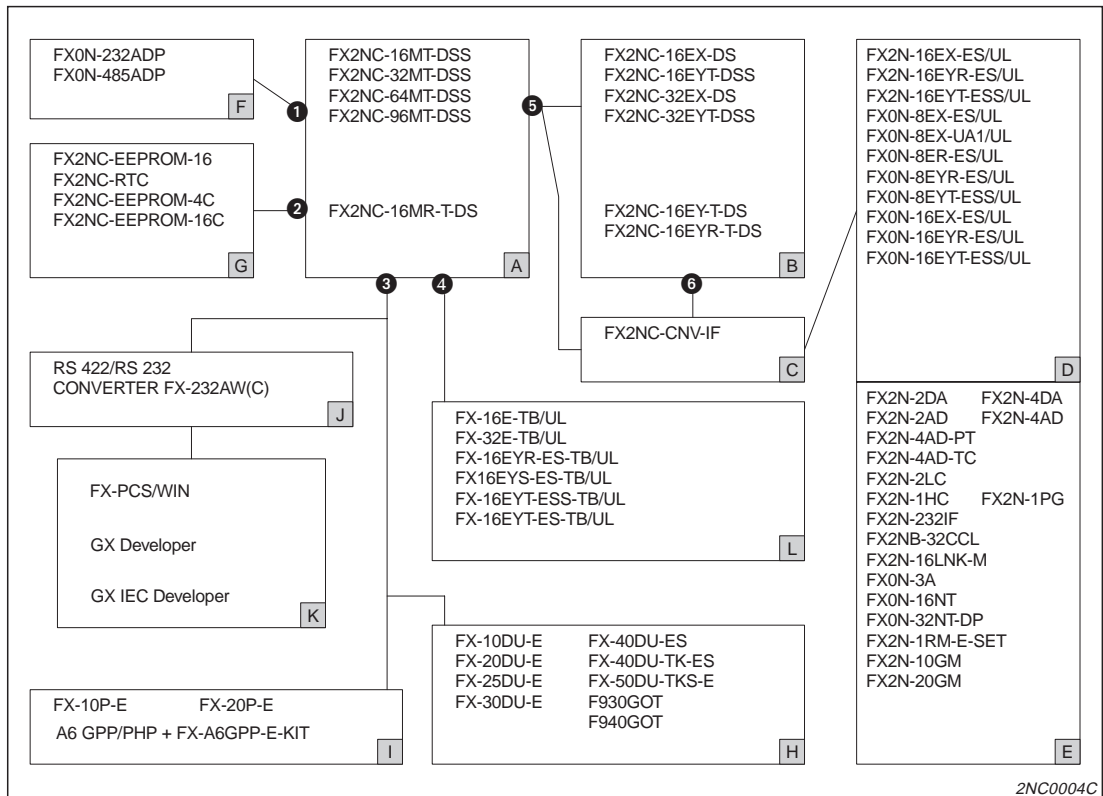 FX0N-232ADP
FX0N-485ADP
F
1
FX2NC-EEPROM-16
FX2NC-RTC
FX2NC-EEPROM-4C
FX2NC-EEPROM-16C
G
2
FX2NC-16MT-DSS
FX2NC-32MT-DSS
FX2NC-64MT-DSS
FX2NC-96MT-DSS
FX2NC-16MR-T-DS
A
3
4
5
FX2NC-16EX-DS
FX2NC-16EYT-DSS
FX2NC-32EX-DS
FX2NC-32EYT-DSS
FX2NC-16EY-T-DS
FX2NC-16EYR-T-DS
B
6
FX2NC-CNV-IF
C
FX2N-16EX-ES/UL
FX2N-16EYR-ES/UL
FX2N-16EYT-ESS/UL
FX0N-8EX-ES/UL
FX0N-8EX-UA1/UL
FX0N-8ER-ES/UL
FX0N-8EYR-ES/UL
FX0N-8EYT-ESS/UL
FX0N-16EX-ES/UL
FX0N-16EYR-ES/UL
FX0N-16EYT-ESS/UL
D
RS 422/RS 232
CONVERTER FX-232AW(C)
J
FX-PCS/WIN
GX Developer
GX IEC Developer
K
FX-16E-TB/UL
FX-32E-TB/UL
FX-16EYR-ES-TB/UL
FX16EYS-ES-TB/UL
FX-16EYT-ESS-TB/UL
FX-16EYT-ES-TB/UL
L
FX2N-2DA FX2N-4DA
FX2N-2AD FX2N-4AD
FX2N-4AD-PT
FX2N-4AD-TC
FX2N-2LC
FX2N-1HC FX2N-1PG
FX2N-232IF
FX2NB-32CCL
FX2N-16LNK-M
FX0N-3A
FX0N-16NT
FX0N-32NT-DP
FX2N-1RM-E-SET
FX2N-10GM
FX2N-20GM
E
FX-10P-E FX-20P-E
A6 GPP/PHP + FX-A6GPP-E-KIT
I
FX-10DU-E FX-40DU-ES
FX-20DU-E FX-40DU-TK-ES
FX-25DU-E FX-50DU-TKS-E
FX-30DU-E F930GOT
F940GOT
H
2NC0004C